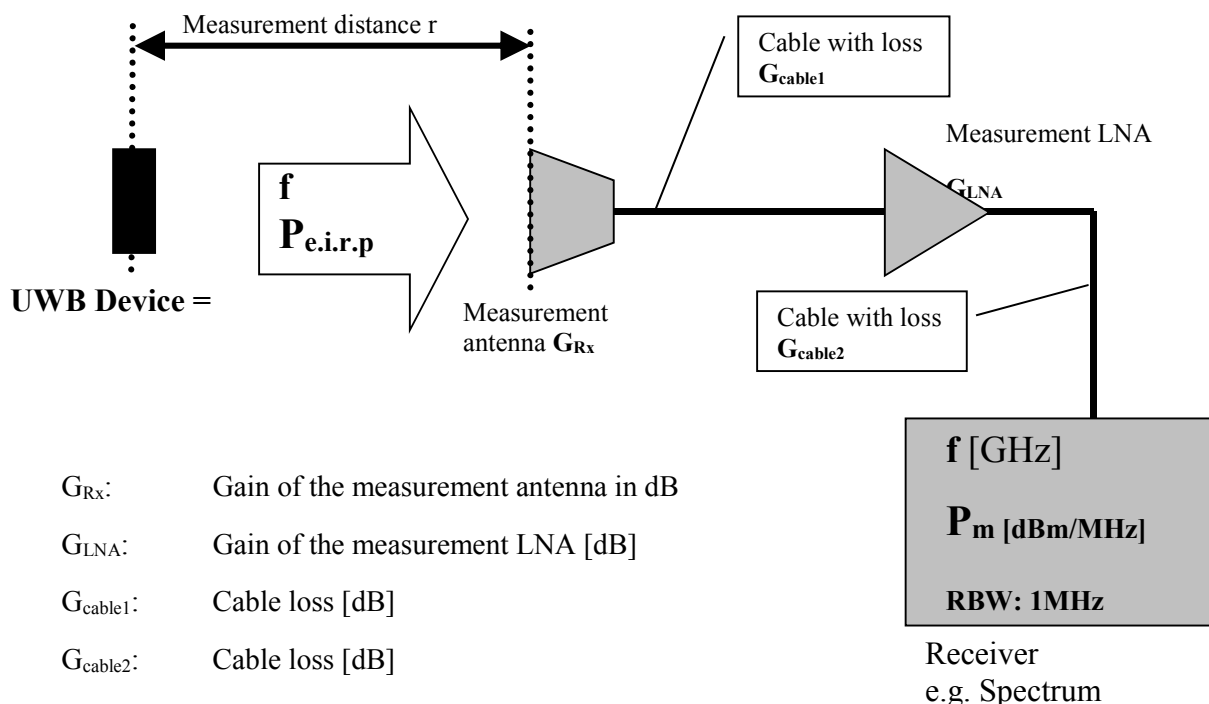 Measurement distance r
Cable with loss
Gcable1
Measurement LNA
GLNA
f
Pe.i.r.p
UWB Device =
Measurement
antenna GRx
Cable with loss
Gcable2
f [GHz]
Pm [dBm/MHz]
RBW: 1MHz
Receiver
e.g. Spectrum
GRx: Gain of the measurement antenna in dB
GLNA: Gain of the measurement LNA [dB]
Gcable1: Cable loss [dB]
Gcable2: Cable loss [dB]